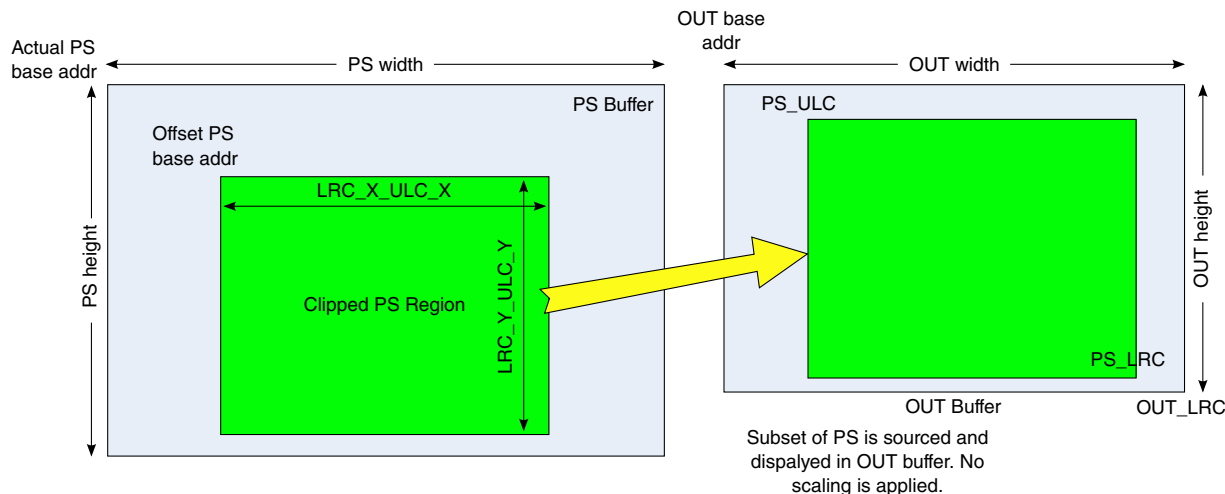 Actual PS
base addr
PS width
PS Buffer
Offset PS
base addr
LRC_X_ULC_X
PS height
LRC_Y_ULC_Y
Clipped PS Region
OUT base
addr
OUT width
PS_ULC
OUT height
PS_LRC
OUT Buffer
OUT_LRC
Subset of PS is sourced and
dispalyed in OUT buffer. No
scaling is applied.